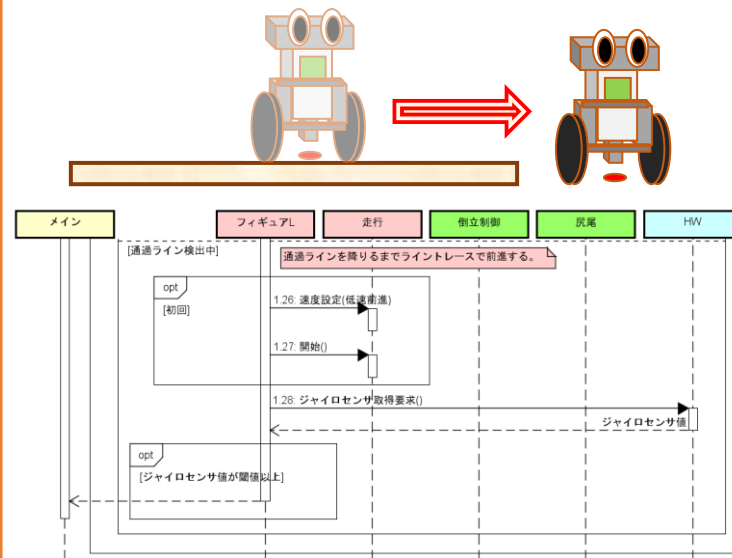 メイン
フィギュアL
走行
倒立制御
尻尾
HW
[通過ライン検出中]
通過ラインを降りるまでライントレースで前進する。
opt
[初回]
1.26: 速度設定(低速前進)
1.27: 開始()
1.28: ジャイロセンサ取得要求()
ジャイロセンサ値
opt
[ジャイロセンサ値が閾値以上]